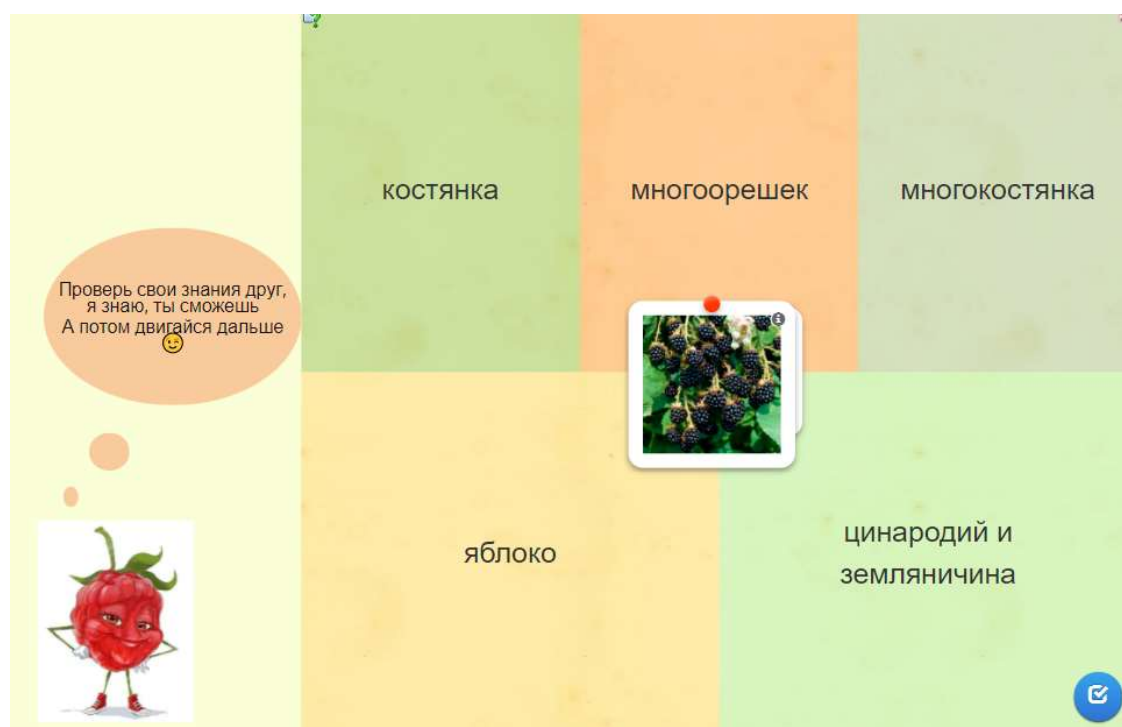 костянка
многоорешек
многокостянка
Проверь свои знания друг,
я знаю, ты сможешь
А потом двигайся дальше
😉
яблоко
цинародий и
земляничина